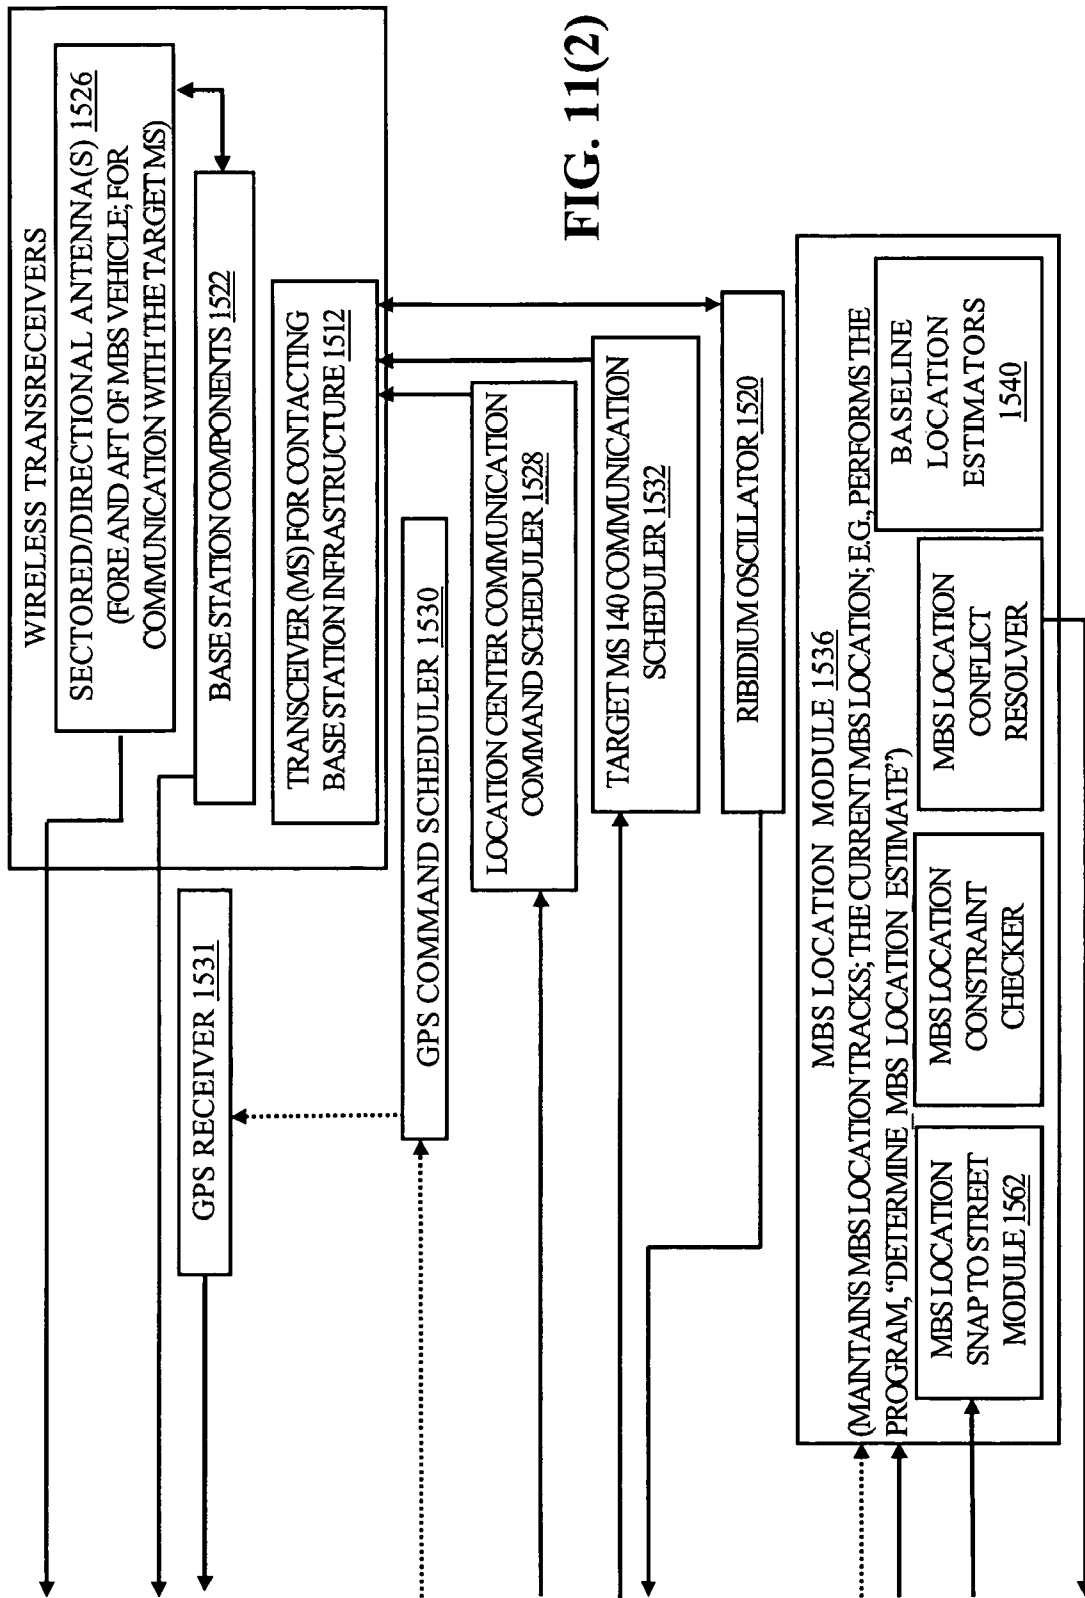 WIRELESS TRANSRECEIVERS
SECTORED/DIRECTIONAL ANTENNA(S) 1526
(FORE AND AFT OF MBS VEHICLE; FOR
COMMUNICATION WITH THE TARGET MS)
BASE STATION COMPONENTS 1522
TRANSCEIVER (MS) FOR CONTACTING
BASE STATION INFRASTRUCTURE 1512
GPS RECEIVER 1531
GPS COMMAND SCHEDULER 1530
LOCATION CENTER COMMUNICATION
COMMAND SCHEDULER 1528
TARGET MS 140 COMMUNICATION
SCHEDULER 1532
RIBIDIUM OSCILLATOR 1520
FIG. 11(2)
MBS LOCATION MODULE 1536
(MAINTAINS MBS LOCATION TRACKS; THE CURRENT MBS LOCATION; E.G., PERFORMS THE
PROGRAM, “DETERMINE_MBS LOCATION ESTIMATE”)
MBS LOCATION
SNAP TO STREET
MODULE 1562
MBS LOCATION
CONSTRAINT
CHECKER
MBS LOCATION
CONFLICT
RESOLVER
BASELINE
LOCATION
ESTIMATORS
1540